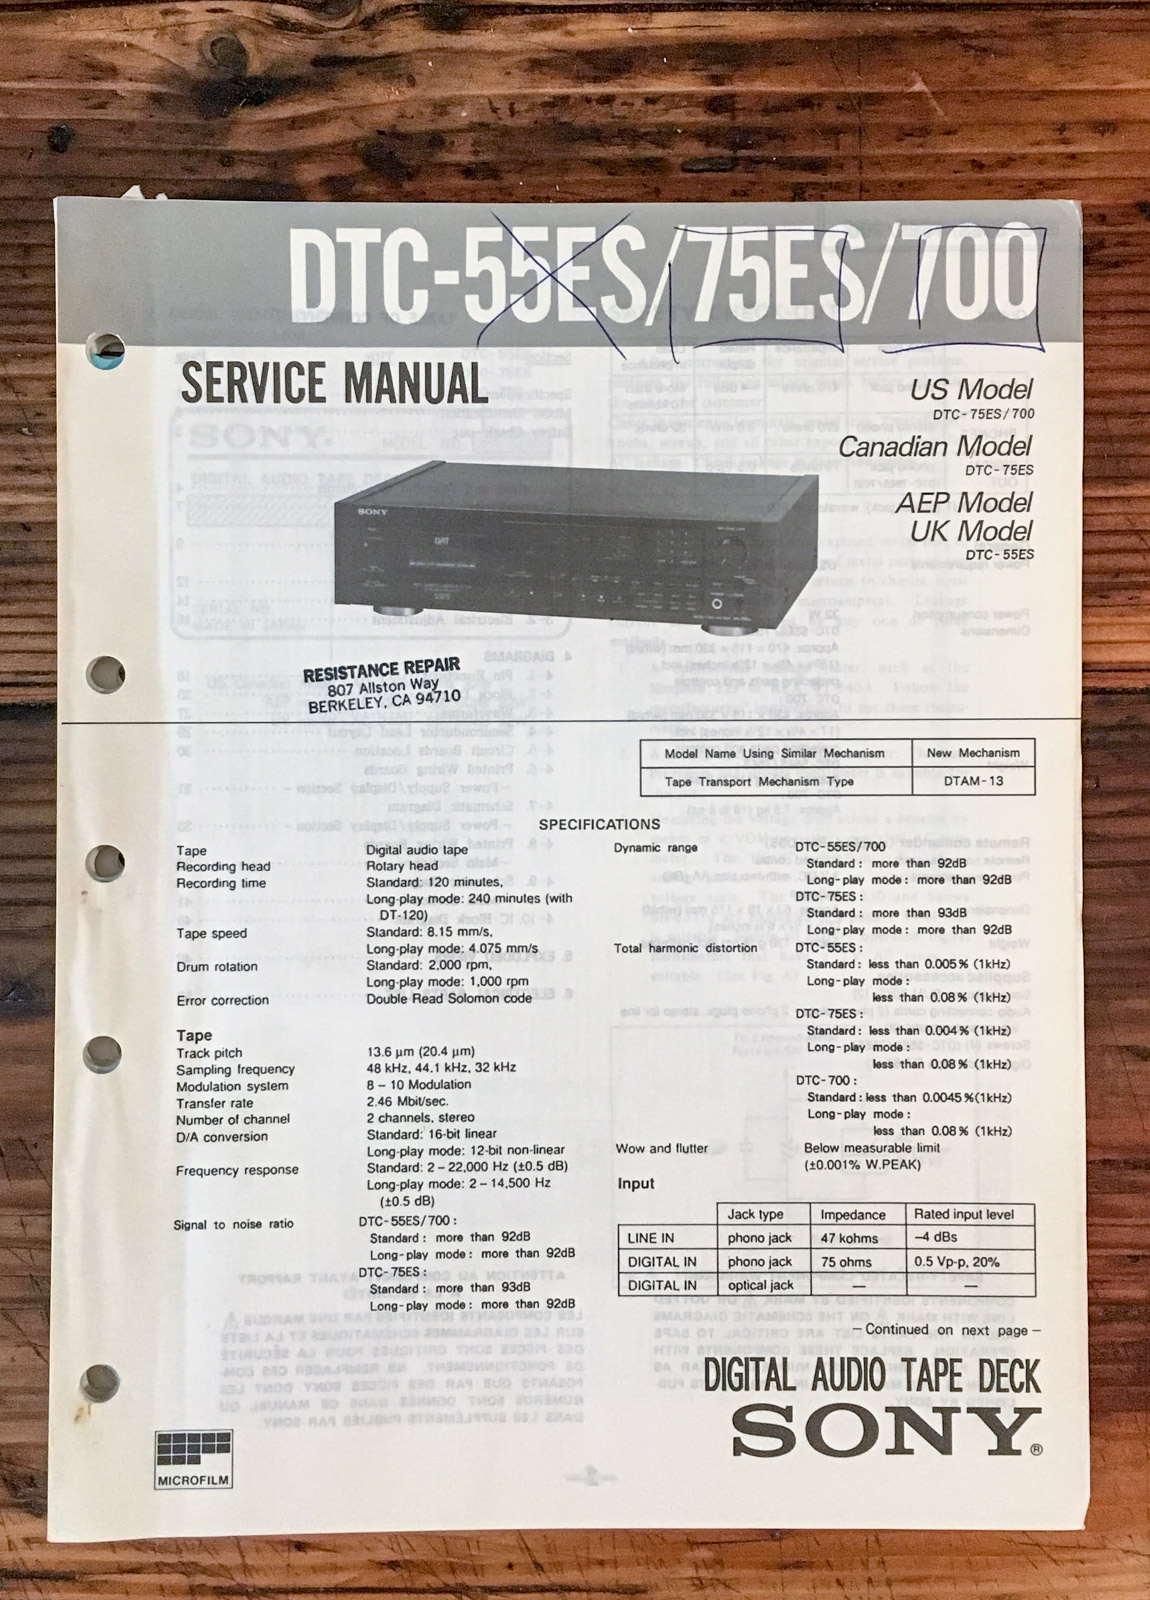 DTC-55ES/75ES/700
SERVICE MANUAL
US Model
DTC-75ES/700
Canadian Model
DTC-75ES
AEP Model
UK Model
DTC-55ES
SONY
DAT
RESISTANCE REPAIR
807 Allston Way
BERKELEY, CA 94710
Model Name Using Similar Mechanism New Mechanism
Tape Transport Mechanism Type DTAM-13
SPECIFICATIONS
Tape Digital audio tape
Recording head Rotary head
Recording time Standard: 120 minutes,
Long-play mode: 240 minutes (with
DT-120)
Tape speed Standard: 8.15 mm/s,
Long-play mode: 4.075 mm/s
Drum rotation Standard: 2,000 rpm,
Long-play mode: 1,000 rpm
Error correction Double Read Solomon code
Tape
Track pitch 13.6 µm (20.4 µm)
Sampling frequency 48 kHz, 44.1 kHz, 32 kHz
Modulation system 8 – 10 Modulation
Transfer rate 2.46 Mbit/sec.
Number of channel 2 channels, stereo
D/A conversion Standard: 16-bit linear
Long-play mode: 12-bit non-linear
Frequency response Standard: 2 – 22,000 Hz (±0.5 dB)
Long-play mode: 2 – 14,500 Hz
(±0.5 dB)
Signal to noise ratio DTC-55ES/700:
Standard: more than 92dB
Long-play mode: more than 92dB
DTC-75ES:
Standard: more than 93dB
Long-play mode: more than 92dB
Dynamic range DTC-55ES/700
Standard: more than 92dB
Long-play mode: more than 92dB
DTC-75ES:
Standard: more than 93dB
Long-play mode: more than 92dB
Total harmonic distortion DTC-55ES:
Standard: less than 0.005% (1kHz)
Long-play mode:
less than 0.08% (1kHz)
DTC-75ES:
Standard: less than 0.004% (1kHz)
Long-play mode:
less than 0.08% (1kHz)
DTC-700:
Standard: less than 0.0045%(1kHz)
Long-play mode:
less than 0.08% (1kHz)
Wow and flutter Below measurable limit
(±0.001% W.PEAK)
Input
Jack type Impedance Rated input level
LINE IN phono jack 47 kohms –4 dBs
DIGITAL IN phono jack 75 ohms 0.5 Vp-p, 20%
DIGITAL IN optical jack — —
— Continued on next page —
DIGITAL AUDIO TAPE DECK
SONY®
MICROFILM